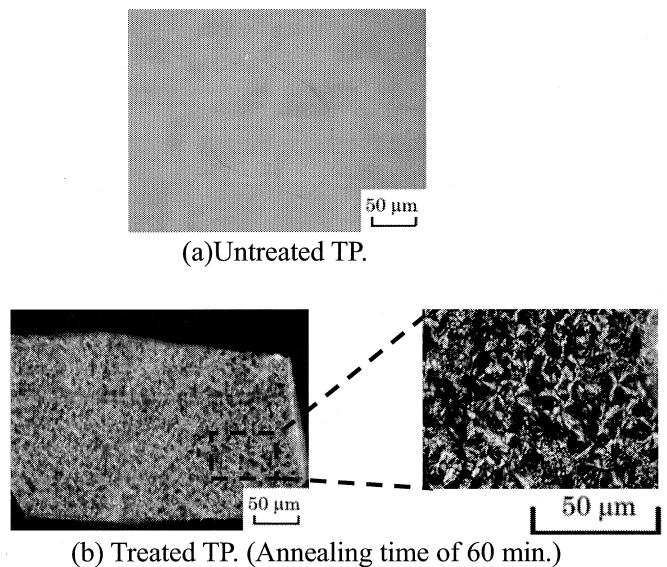 50 μm
(a)Untreated TP.
50 μm
50 μm
(b) Treated TP. (Annealing time of 60 min.)